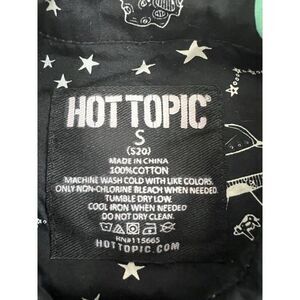 HOT TOPIC®
S
(S20)
MADE IN CHINA
100%COTTON
MACHINE WASH COLD WITH LIKE COLORS.
ONLY NON-CHLORINE BLEACH WHEN NEEDED.
TUMBLE DRY LOW.
COOL IRON WHEN NEEDED
DO NOT DRY CLEAN.
RN#115665
HOTTOPIC.COM